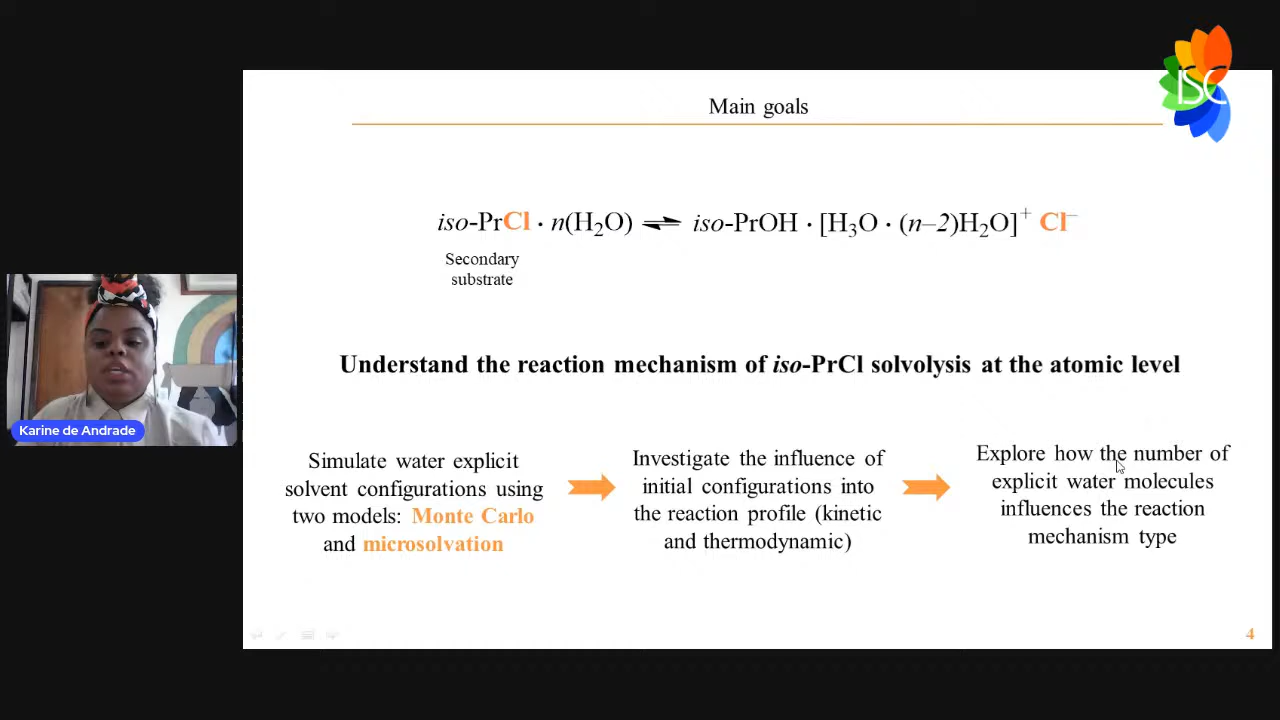 ISC
Main goals
iso-PrCl · n(H₂O) ⇌ iso-PrOH · [H₃O · (n–2)H₂O]⁺ Cl⁻
Secondary
substrate
Understand the reaction mechanism of iso-PrCl solvolysis at the atomic level
Simulate water explicit
solvent configurations using
two models: Monte Carlo
and microsolvation
Investigate the influence of
initial configurations into
the reaction profile (kinetic
and thermodynamic)
Explore how the number of
explicit water molecules
influences the reaction
mechanism type
Karine de Andrade
4